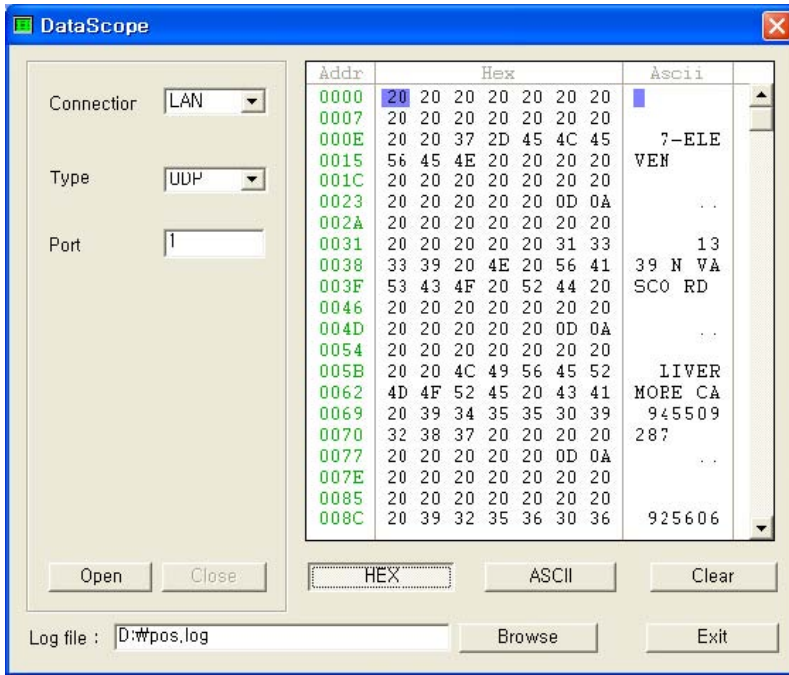 DataScope
Connection LAN
Type UDP
Port 1
Open Close
Addr Hex Ascii
0000 20 20 20 20 20 20 20
0007 20 20 20 20 20 20 20
000E 20 20 37 2D 45 4C 45 7-ELE
0015 56 45 4E 20 20 20 20 VEN
001C 20 20 20 20 20 20 20
0023 20 20 20 20 20 0D 0A ..
002A 20 20 20 20 20 20 20
0031 20 20 20 20 20 31 33 13
0038 33 39 20 4E 20 56 41 39 N VA
003F 53 43 4F 20 52 44 20 SCO RD
0046 20 20 20 20 20 20 20
004D 20 20 20 20 20 0D 0A ..
0054 20 20 20 20 20 20 20
005B 20 20 4C 49 56 45 52 LIVER
0062 4D 4F 52 45 20 43 41 MORE CA
0069 20 39 34 35 35 30 39 945509
0070 32 38 37 20 20 20 20 287
0077 20 20 20 20 20 0D 0A ..
007E 20 20 20 20 20 20 20
0085 20 20 20 20 20 20 20
008C 20 39 32 35 36 30 36 925606
HEX ASCII Clear
Log file : D:₩pos.log Browse Exit